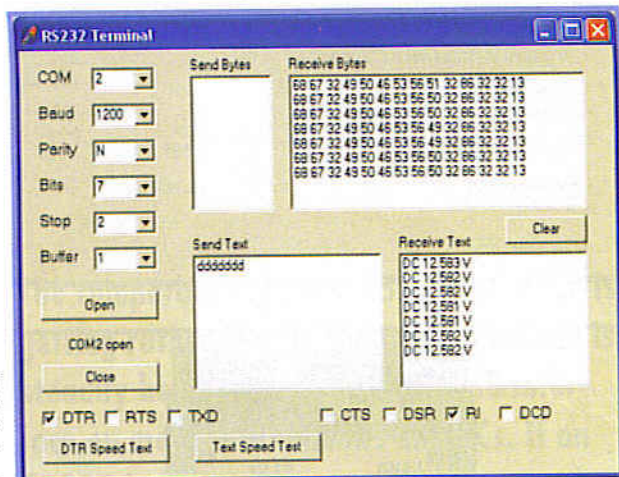 RS232 Terminal
COM 2
Baud 1200
Parity N
Bits 7
Stop 2
Buffer 1
Open
COM2 open
Close
Send Bytes
Receive Bytes
68 67 32 49 50 46 53 56 51 32 86 32 32 13
68 67 32 49 50 46 53 56 50 32 86 32 32 13
68 67 32 49 50 46 53 56 50 32 86 32 32 13
68 67 32 49 50 46 53 56 49 32 86 32 32 13
68 67 32 49 50 46 53 56 49 32 86 32 32 13
68 67 32 49 50 46 53 56 50 32 86 32 32 13
68 67 32 49 50 46 53 56 50 32 86 32 32 13
Clear
Send Text
ddddddd
Receive Text
DC 12.583 V
DC 12.582 V
DC 12.582 V
DC 12.581 V
DC 12.581 V
DC 12.582 V
DC 12.582 V
DTR RTS TXD CTS DSR RI DCD
DTR Speed Text Text Speed Test